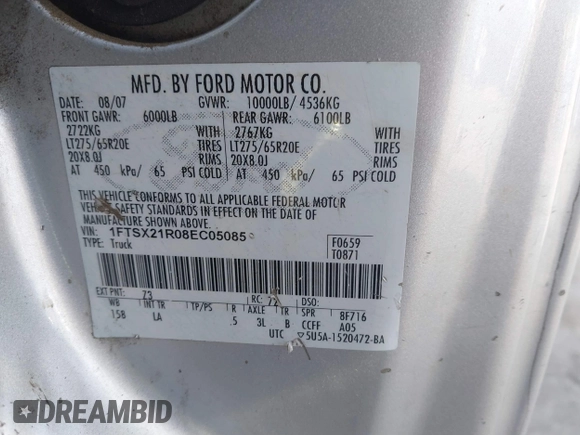 MFD. BY FORD MOTOR CO.
DATE: 08/07 GVWR: 10000LB/ 4536KG
FRONT GAWR: 6000LB REAR GAWR: 6100LB
2722KG WITH 2767KG WITH
LT275/65R20E TIRES LT275/65R20E TIRES
20X8.0J RIMS 20X8.0J RIMS
AT 450 kPa/ 65 PSI COLD AT 450 kPa/ 65 PSI COLD
THIS VEHICLE CONFORMS TO ALL APPLICABLE FEDERAL MOTOR
VEHICLE SAFETY STANDARDS IN EFFECT ON THE DATE OF
MANUFACTURE SHOWN ABOVE.
VIN: 1FTSX21R08EC05085
TYPE: Truck
F0659
T0871
EXT PNT: Z3 RC: 72 DSO:
WB INT TR TP/PS R AXLE TR SPR 8F716
15B LA .5 3L B CCFF A05
UTC 5U5A-1520472-BA
Ford
DREAMBID